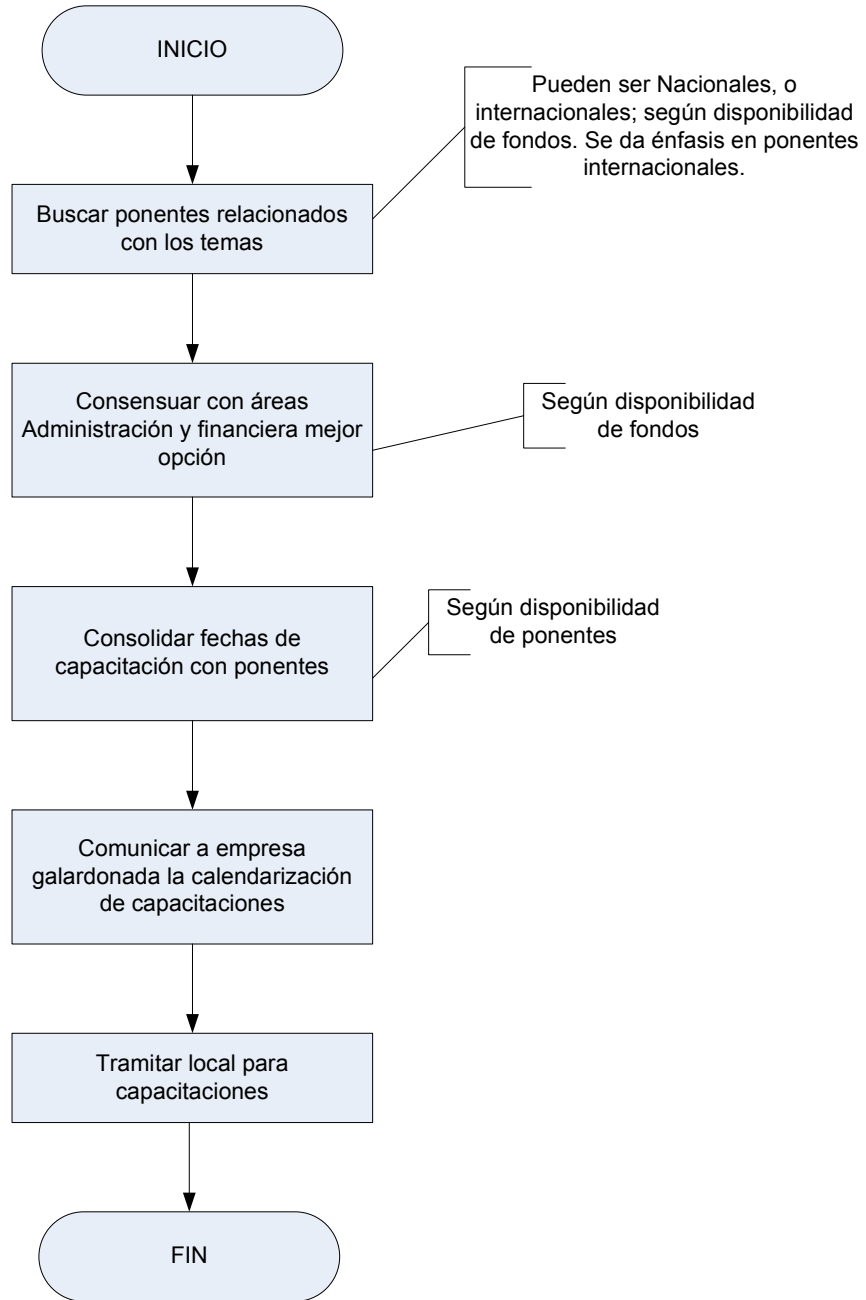 INICIO
Pueden ser Nacionales, o
internacionales; según disponibilidad
de fondos. Se da énfasis en ponentes
internacionales.
Buscar ponentes relacionados
con los temas
Consensuar con áreas
Administración y financiera mejor
opción
Según disponibilidad
de fondos
Consolidar fechas de
capacitación con ponentes
Según disponibilidad
de ponentes
Comunicar a empresa
galardonada la calendarización
de capacitaciones
Tramitar local para
capacitaciones
FIN